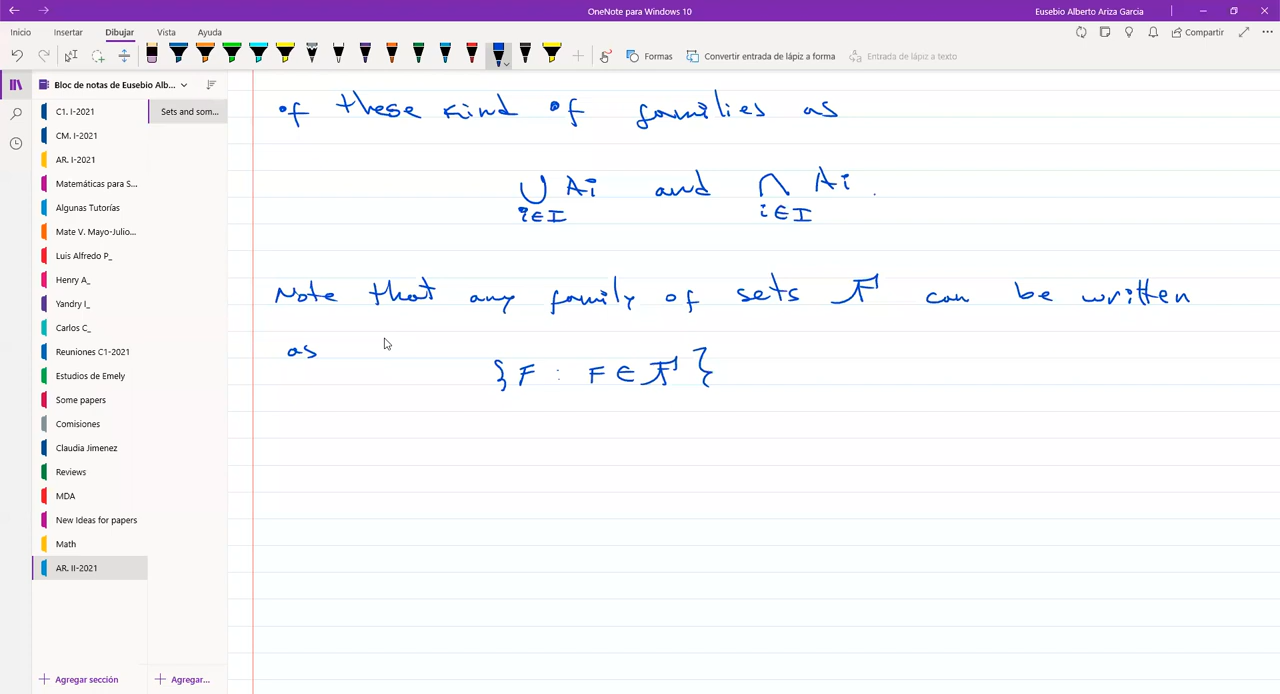 OneNote para Windows 10
Eusebio Alberto Ariza Garcia
Inicio
Insertar
Dibujar
Vista
Ayuda
Compartir
Formas
Convertir entrada de lápiz a forma
Entrada de lápiz a texto
Bloc de notas de Eusebio Alb...
C1. I-2021
CM. I-2021
AR. I-2021
Matemáticas para S...
Algunas Tutorías
Mate V. Mayo-Julio...
Luis Alfredo P_
Henry A_
Yandry I_
Carlos C_
Reuniones C1-2021
Estudios de Emely
Some papers
Comisiones
Claudia Jimenez
Reviews
MDA
New Ideas for papers
Math
AR. II-2021
Agregar sección
Sets and som...
Agregar...
of these kind of families as
⋃ Ai and ⋂ Ai .
i∈I i∈I
Note that any family of sets ℱ can be written
as
{F : F ∈ ℱ}